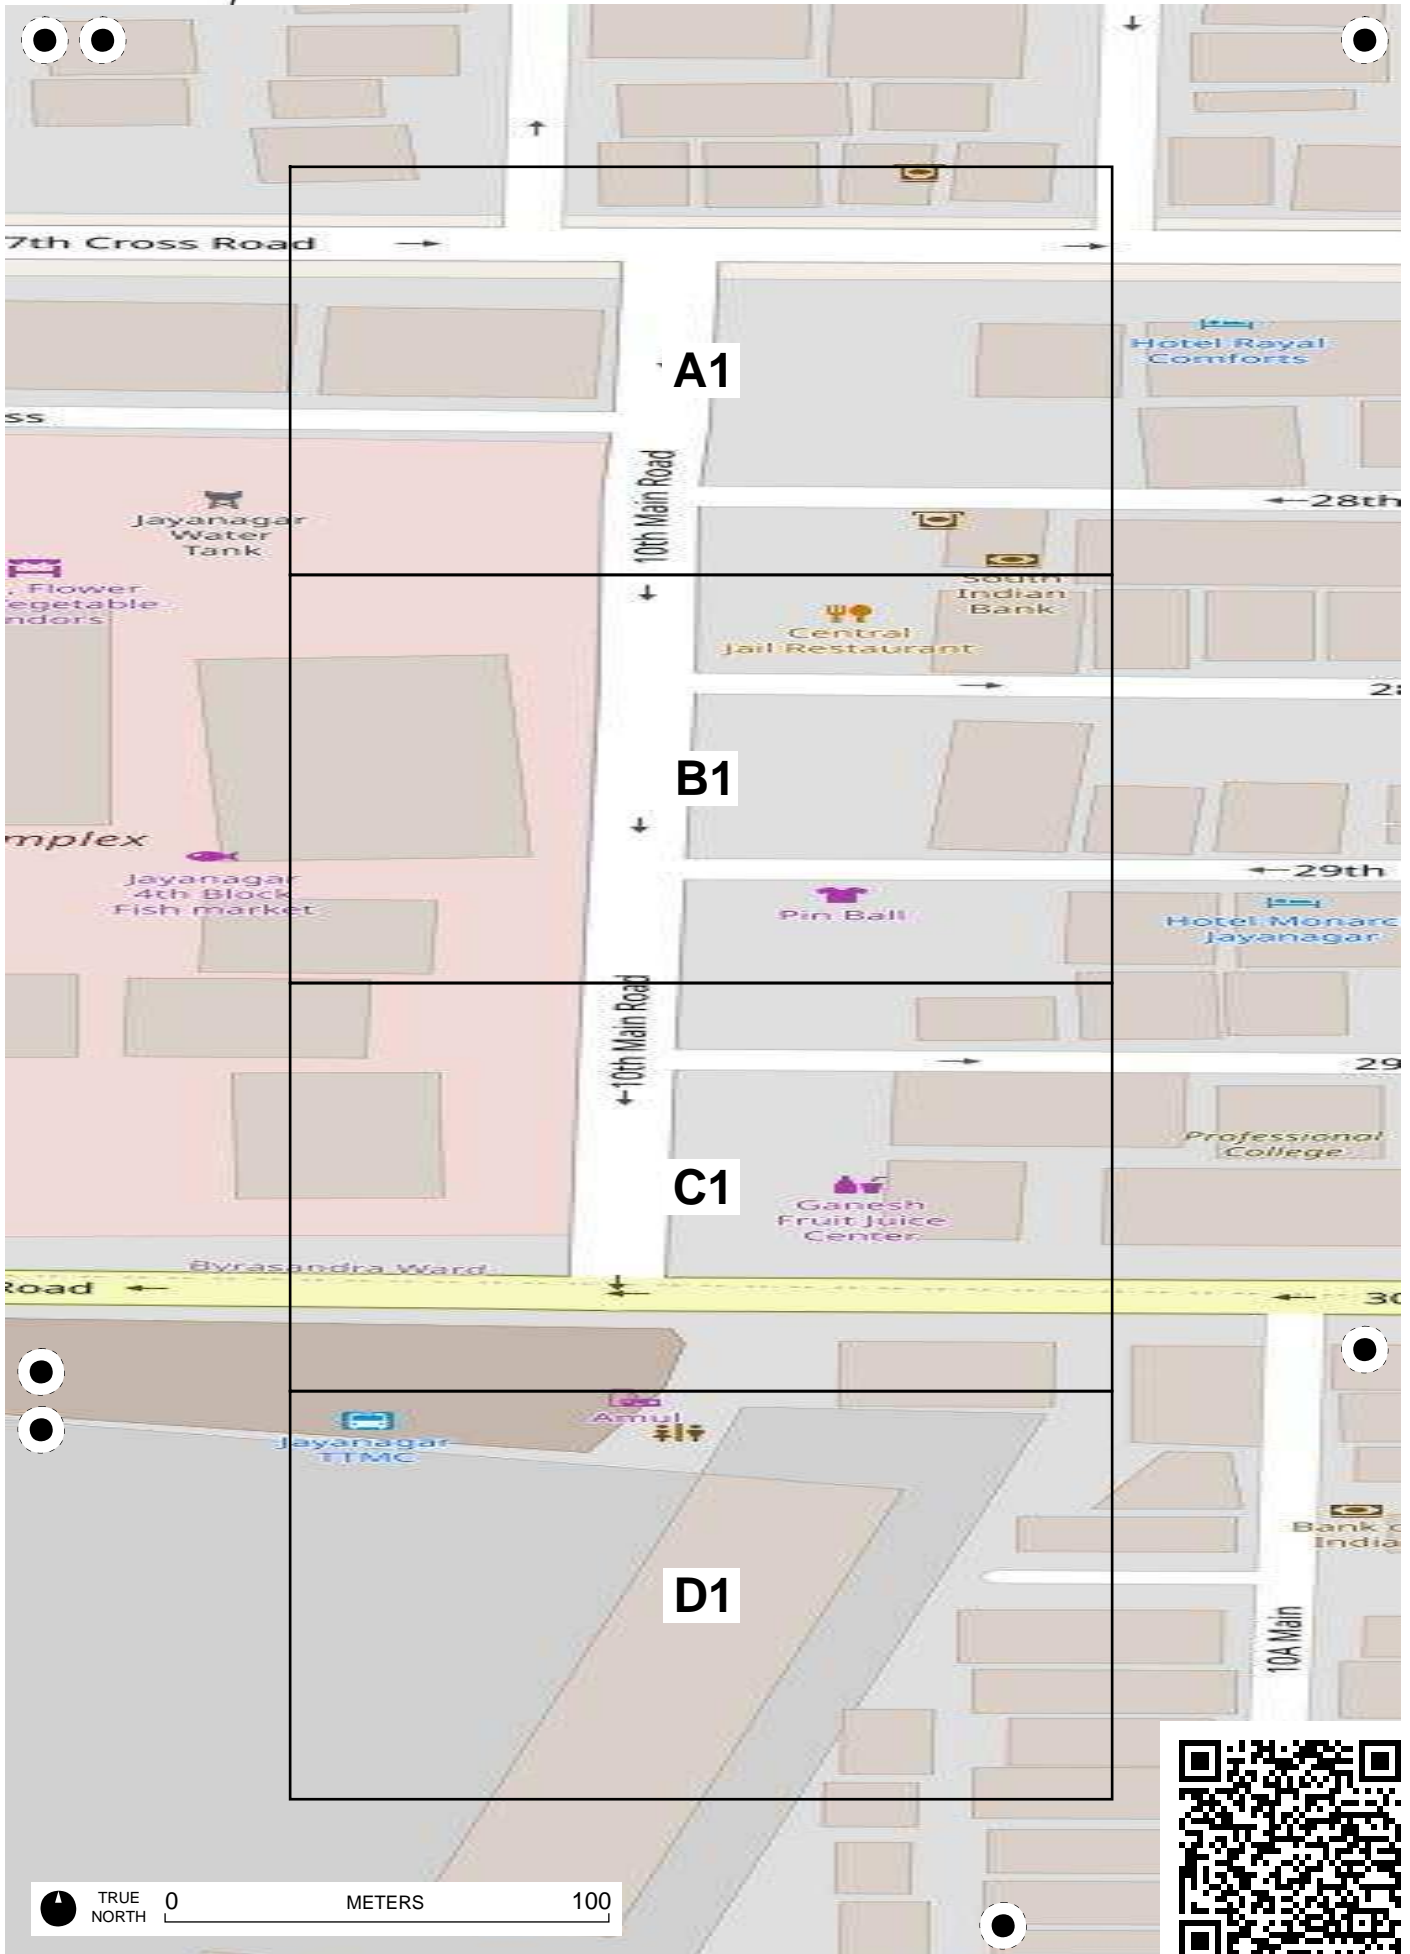 7th Cross Road
Hotel Rayal
Comforts
A1
ss
10th Main Road
28th
Jayanagar
Water
Tank
South
Indian
Bank
, Flower
egetable
ndors
Central
Jail Restaurant
B1
mplex
29th
Jayanagar
4th Block
Fish market
Pin Ball
Hotel Monarc
Jayanagar
10th Main Road
29
Professional
College
C1
Ganesh
Fruit Juice
Center
Byrasandra Ward
Road
30
Amul
Jayanagar
TTMC
Bank o
India
D1
10A Main
TRUE
NORTH
0 METERS 100